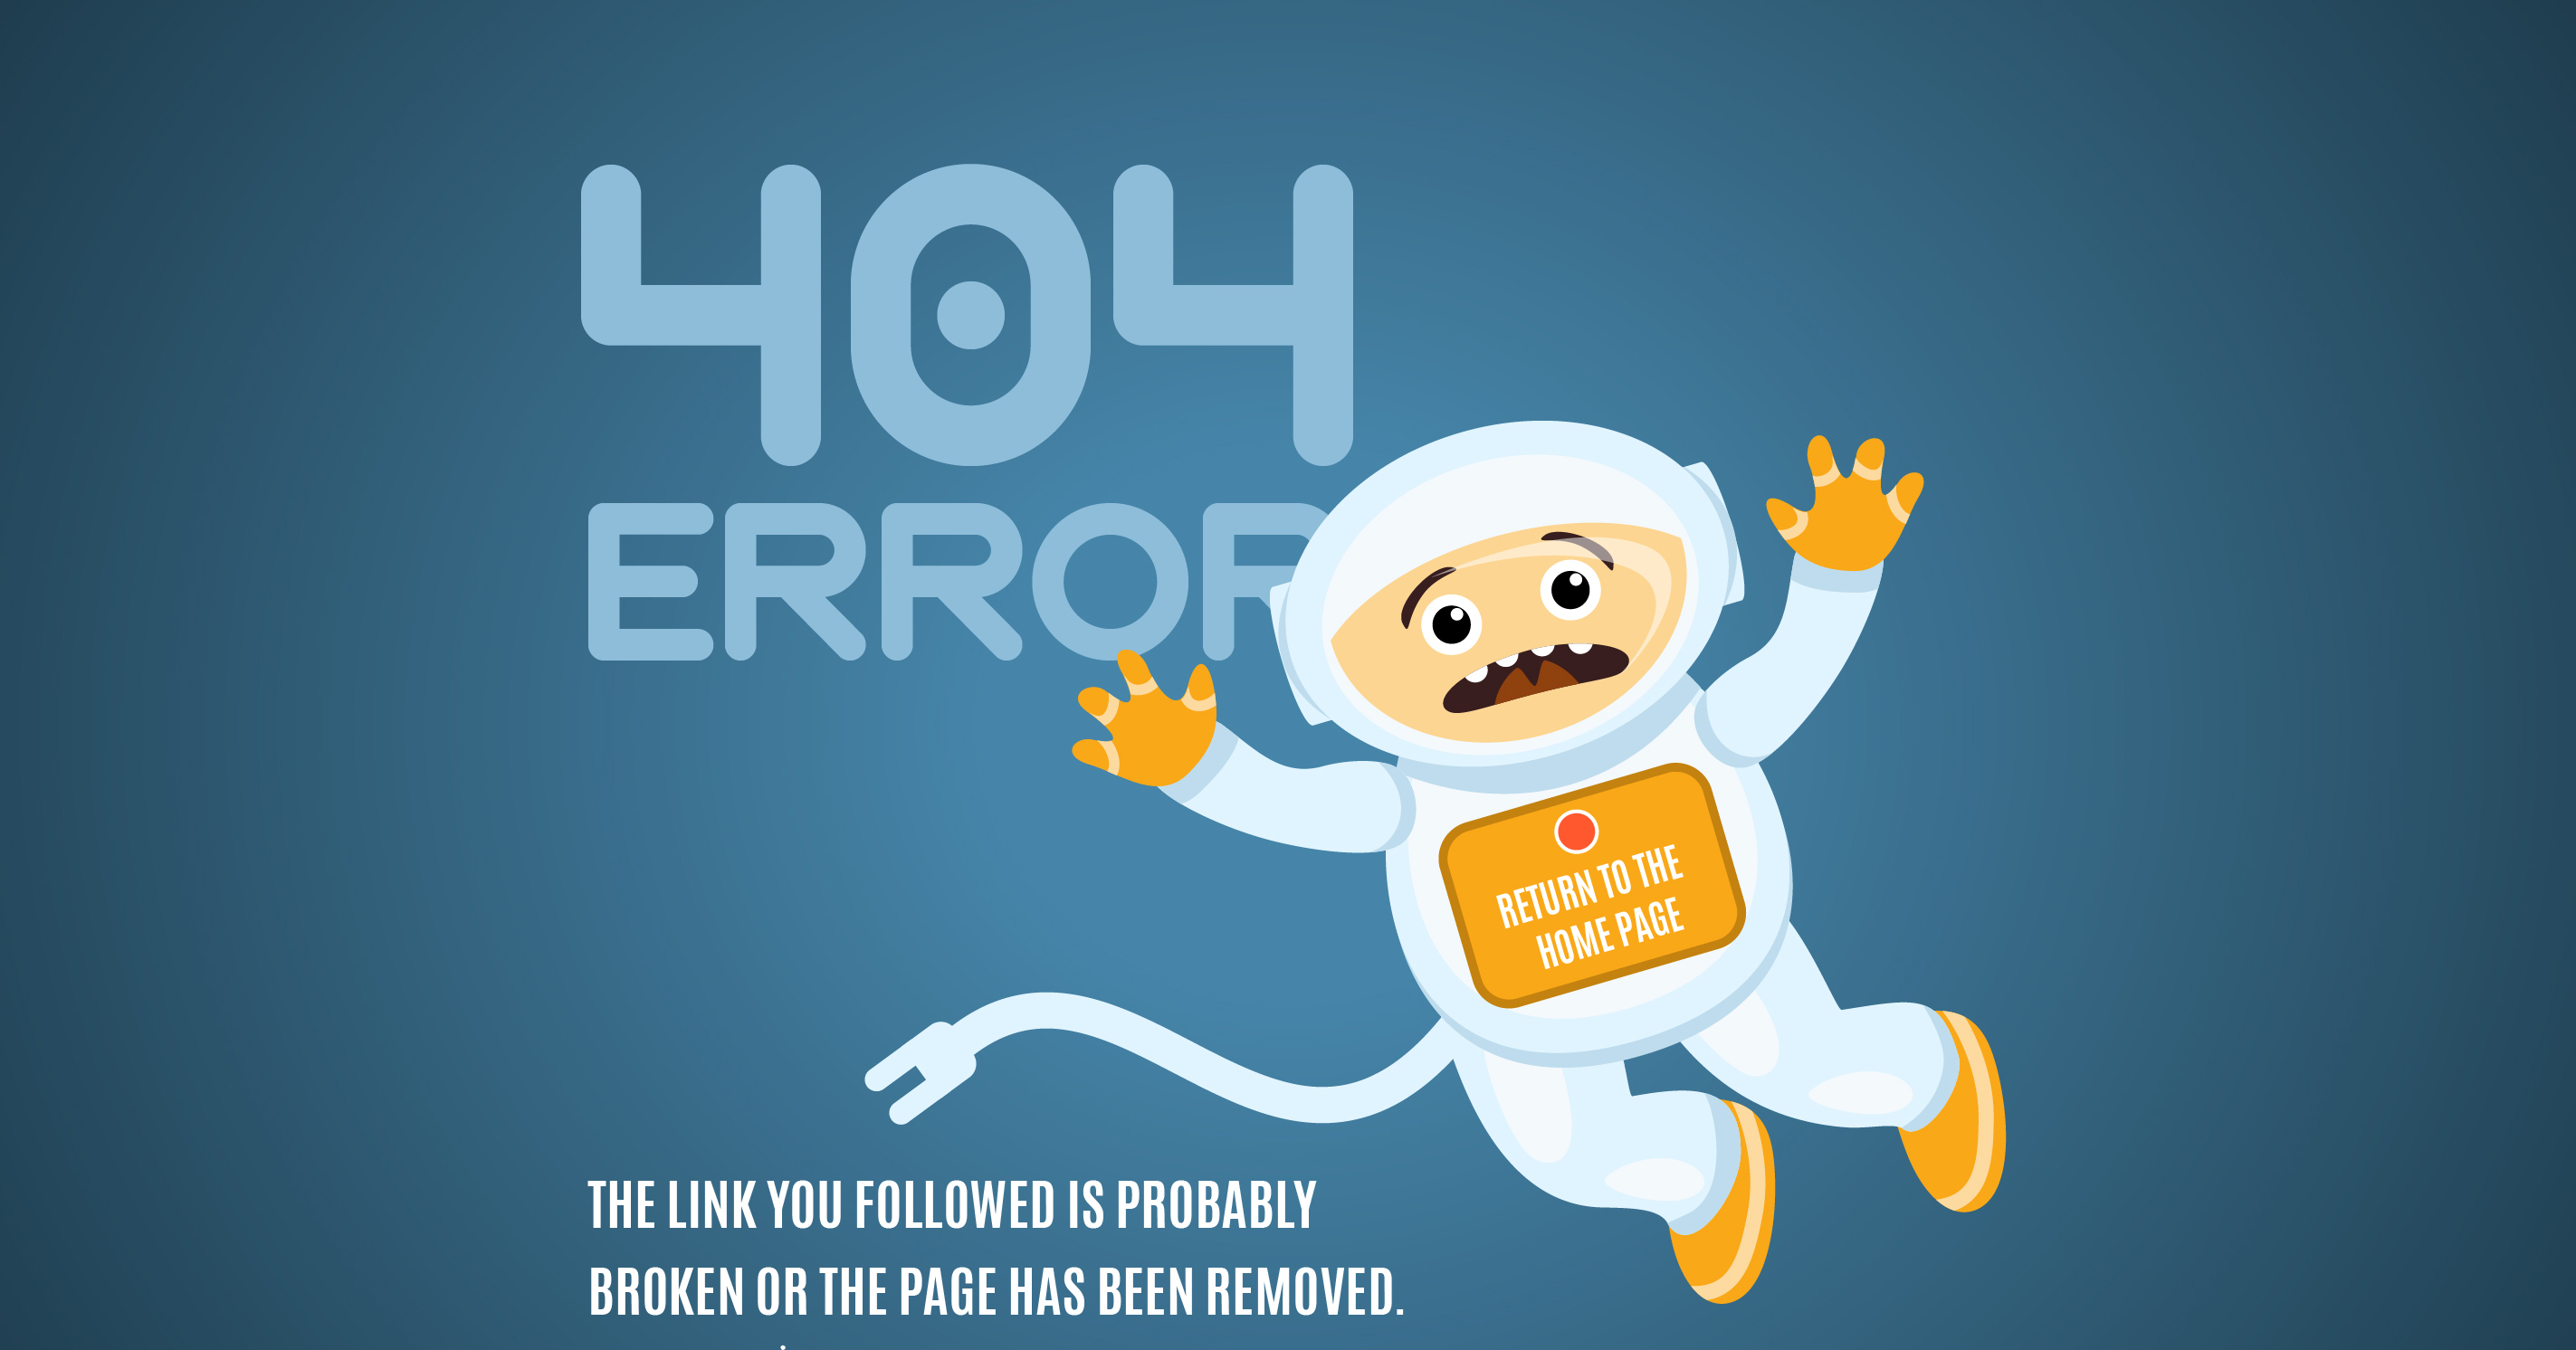 404
ERROR
RETURN TO THE
HOME PAGE
THE LINK YOU FOLLOWED IS PROBABLY
BROKEN OR THE PAGE HAS BEEN REMOVED.